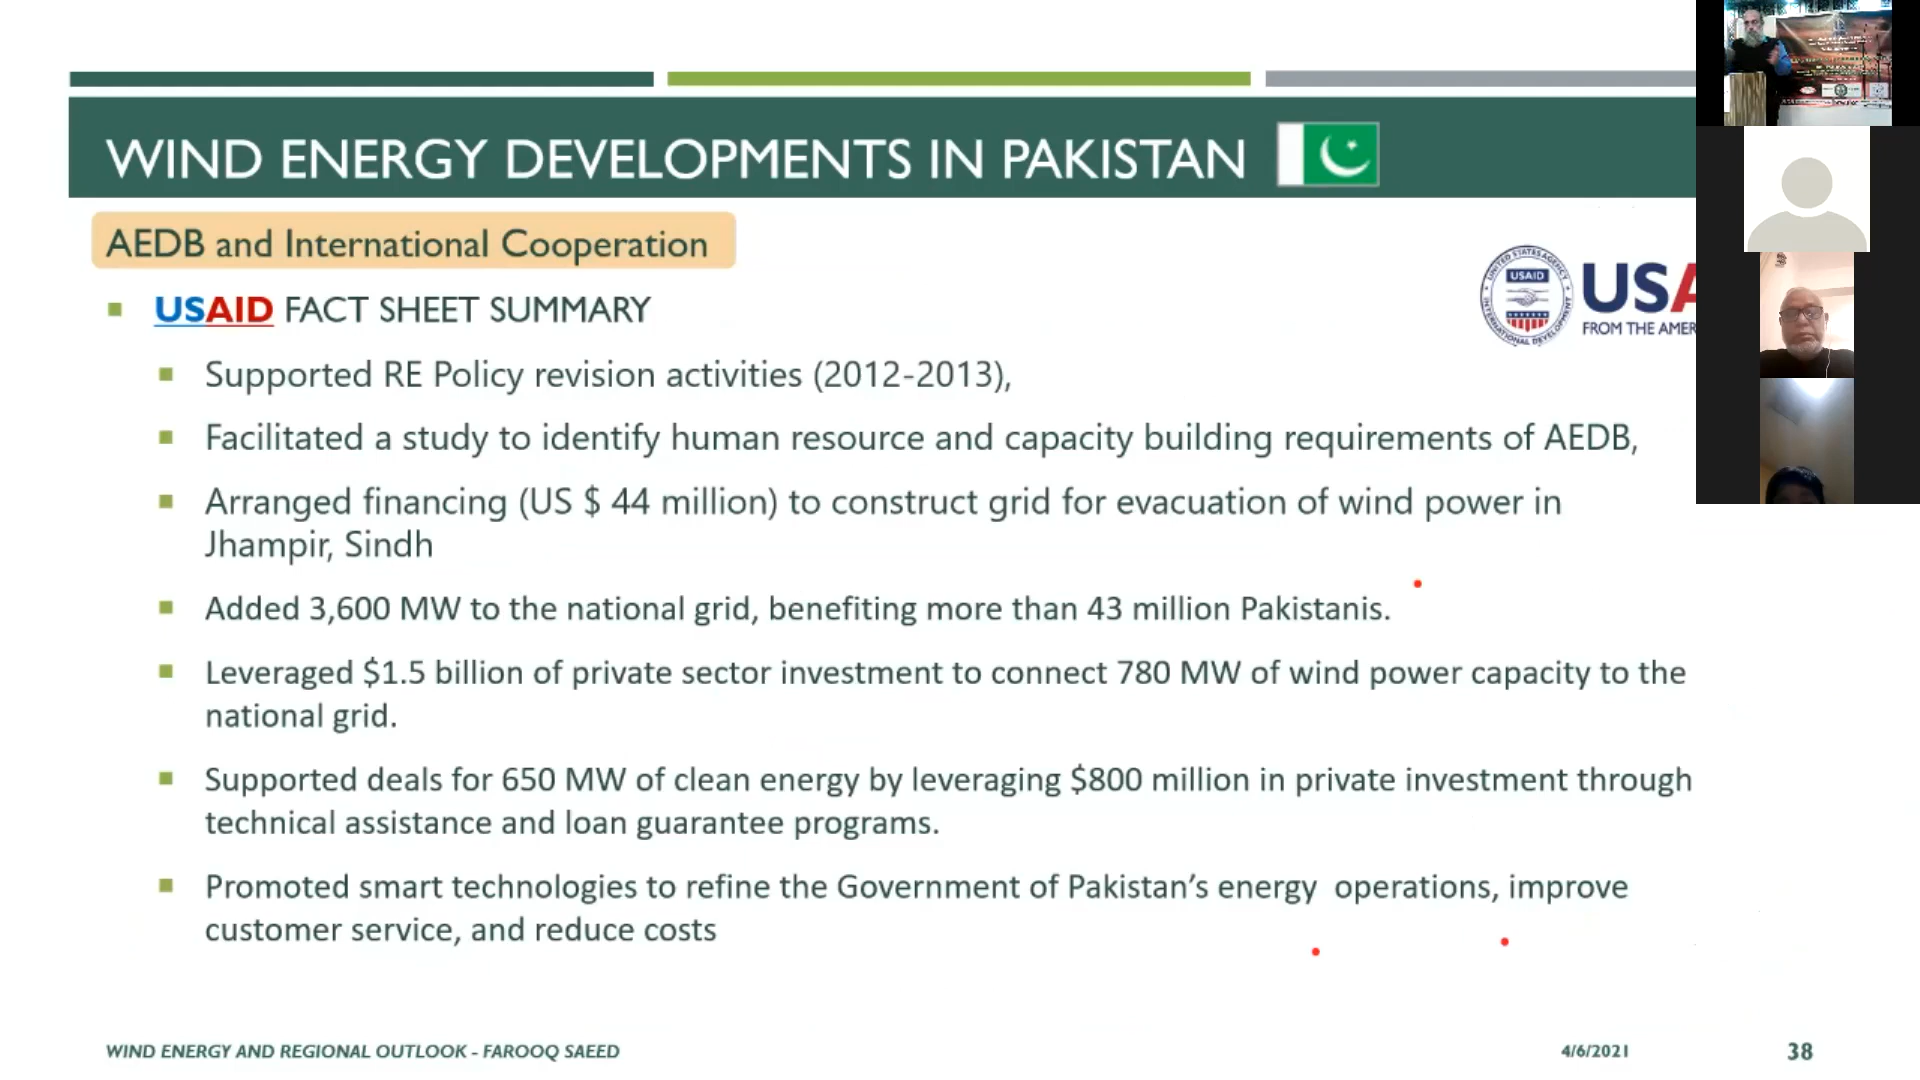 WIND ENERGY DEVELOPMENTS IN PAKISTAN
AEDB and International Cooperation
USAID FACT SHEET SUMMARY
UNITED STATES AGENCY
USAID
INTERNATIONAL DEVELOPMENT
USA
FROM THE AMER
Supported RE Policy revision activities (2012-2013),
Facilitated a study to identify human resource and capacity building requirements of AEDB,
Arranged financing (US $ 44 million) to construct grid for evacuation of wind power in
Jhampir, Sindh
Added 3,600 MW to the national grid, benefiting more than 43 million Pakistanis.
Leveraged $1.5 billion of private sector investment to connect 780 MW of wind power capacity to the
national grid.
Supported deals for 650 MW of clean energy by leveraging $800 million in private investment through
technical assistance and loan guarantee programs.
Promoted smart technologies to refine the Government of Pakistan’s energy  operations, improve
customer service, and reduce costs
WIND ENERGY AND REGIONAL OUTLOOK - FAROOQ SAEED
4/6/2021
38